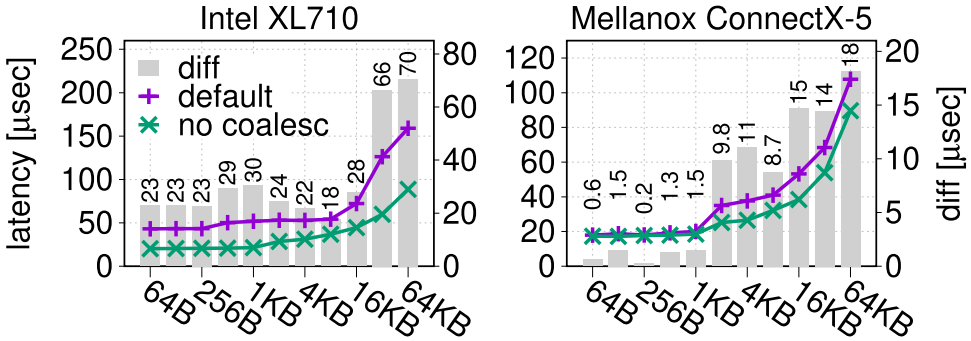 Intel XL710
Mellanox ConnectX-5
latency [µsec]
250
200
150
100
50
0
diff
default
no coalesc
23
23
23
29
30
24
22
18
28
66
70
80
60
40
20
0
64B
256B
1KB
4KB
16KB
64KB
120
100
80
60
40
20
0
0.6
1.5
0.2
1.3
1.5
9.8
11
8.7
15
14
18
20
15
10
5
0
diff [µsec]
64B
256B
1KB
4KB
16KB
64KB